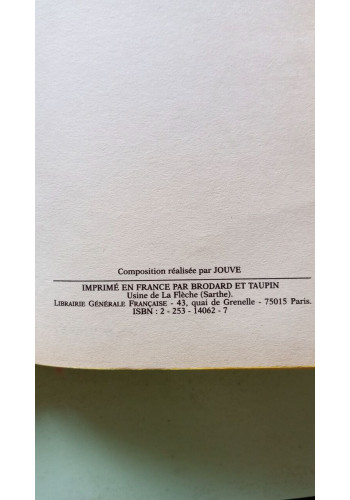 Composition réalisée par JOUVE
IMPRIMÉ EN FRANCE PAR BRODARD ET TAUPIN
Usine de La Flèche (Sarthe).
LIBRAIRIE GÉNÉRALE FRANÇAISE - 43, quai de Grenelle - 75015 Paris.
ISBN : 2 - 253 - 14062 - 7